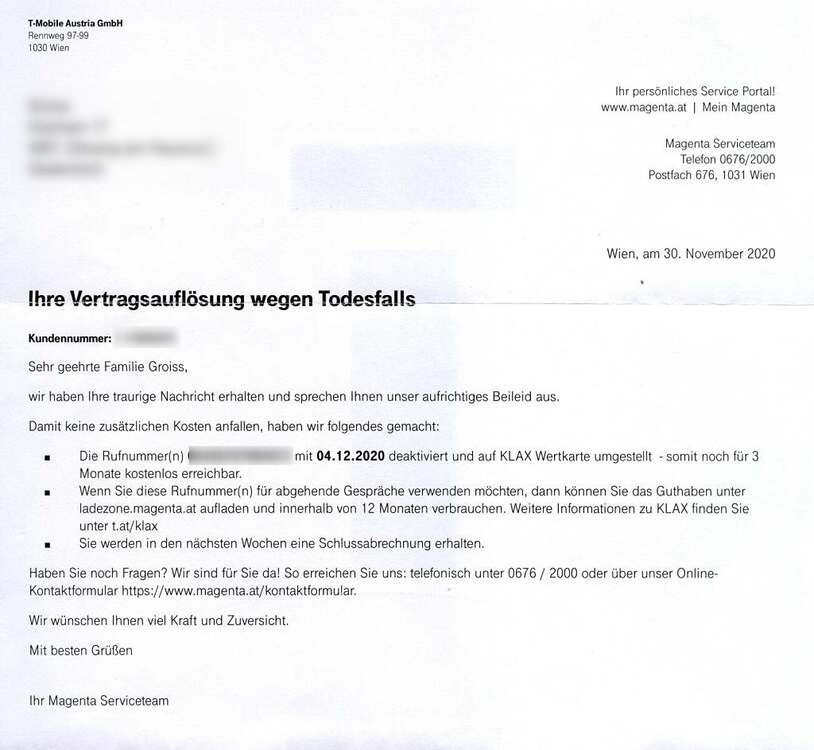 T-Mobile Austria GmbH
Rennweg 97-99
1030 Wien
Ihr persönliches Service Portal!
www.magenta.at | Mein Magenta
Magenta Serviceteam
Telefon 0676/2000
Postfach 676, 1031 Wien
Wien, am 30. November 2020
Ihre Vertragsauflösung wegen Todesfalls
Kundennummer:
Sehr geehrte Familie Groiss,
wir haben Ihre traurige Nachricht erhalten und sprechen Ihnen unser aufrichtiges Beileid aus.
Damit keine zusätzlichen Kosten anfallen, haben wir folgendes gemacht:
▪ Die Rufnummer(n) mit 04.12.2020 deaktiviert und auf KLAX Wertkarte umgestellt - somit noch für 3
Monate kostenlos erreichbar.
▪ Wenn Sie diese Rufnummer(n) für abgehende Gespräche verwenden möchten, dann können Sie das Guthaben unter
ladezone.magenta.at aufladen und innerhalb von 12 Monaten verbrauchen. Weitere Informationen zu KLAX finden Sie
unter t.at/klax
▪ Sie werden in den nächsten Wochen eine Schlussabrechnung erhalten.
Haben Sie noch Fragen? Wir sind für Sie da! So erreichen Sie uns: telefonisch unter 0676 / 2000 oder über unser Online-
Kontaktformular https://www.magenta.at/kontaktformular.
Wir wünschen Ihnen viel Kraft und Zuversicht.
Mit besten Grüßen
Ihr Magenta Serviceteam